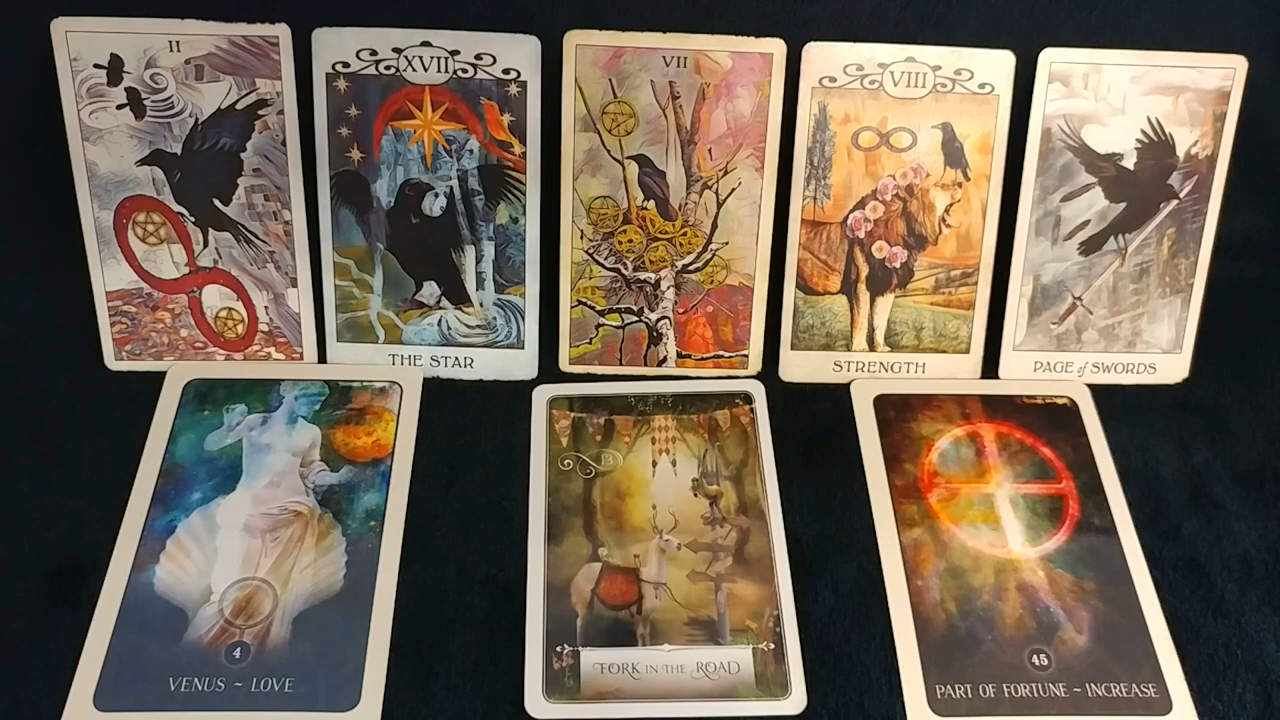 II
XVII
THE STAR
VII
VIII
STRENGTH
PAGE of SWORDS
4
VENUS ~ LOVE
13
FORK IN THE ROAD
45
PART OF FORTUNE ~ INCREASE